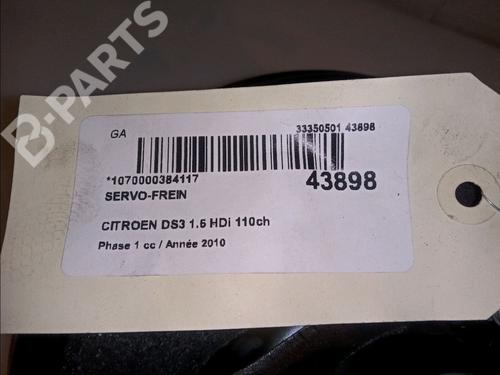 B-PARTS
GA
33350501 43898
*1070000384117
43898
SERVO-FREIN
CITROEN DS3 1.6 HDi 110ch
Phase 1 cc / Année 2010